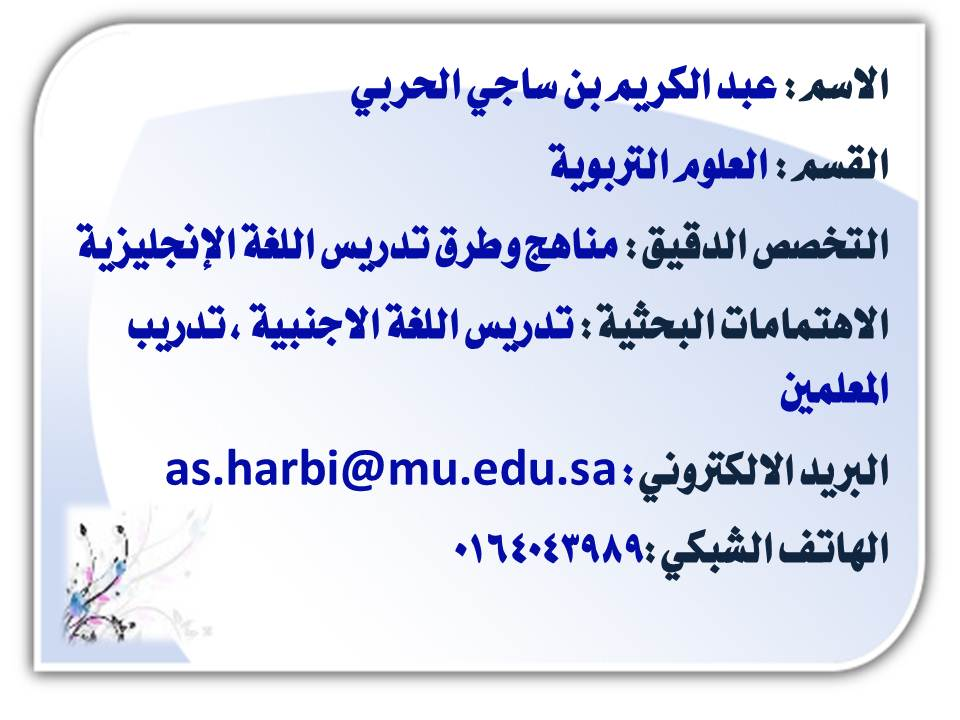 الاسم: عبد الكريم بن ساجي الحربي
القسم: العلوم التربوية
التخصص الدقيق: مناهج وطرق تدريس اللغة الإنجليزية
الاهتمامات البحثية: تدريس اللغة الاجنبية ، تدريب
المعلمين
البريد الالكتروني: as.harbi@mu.edu.sa
الهاتف الشبكي: ٠١٦٤٠٤٣٩٨٩